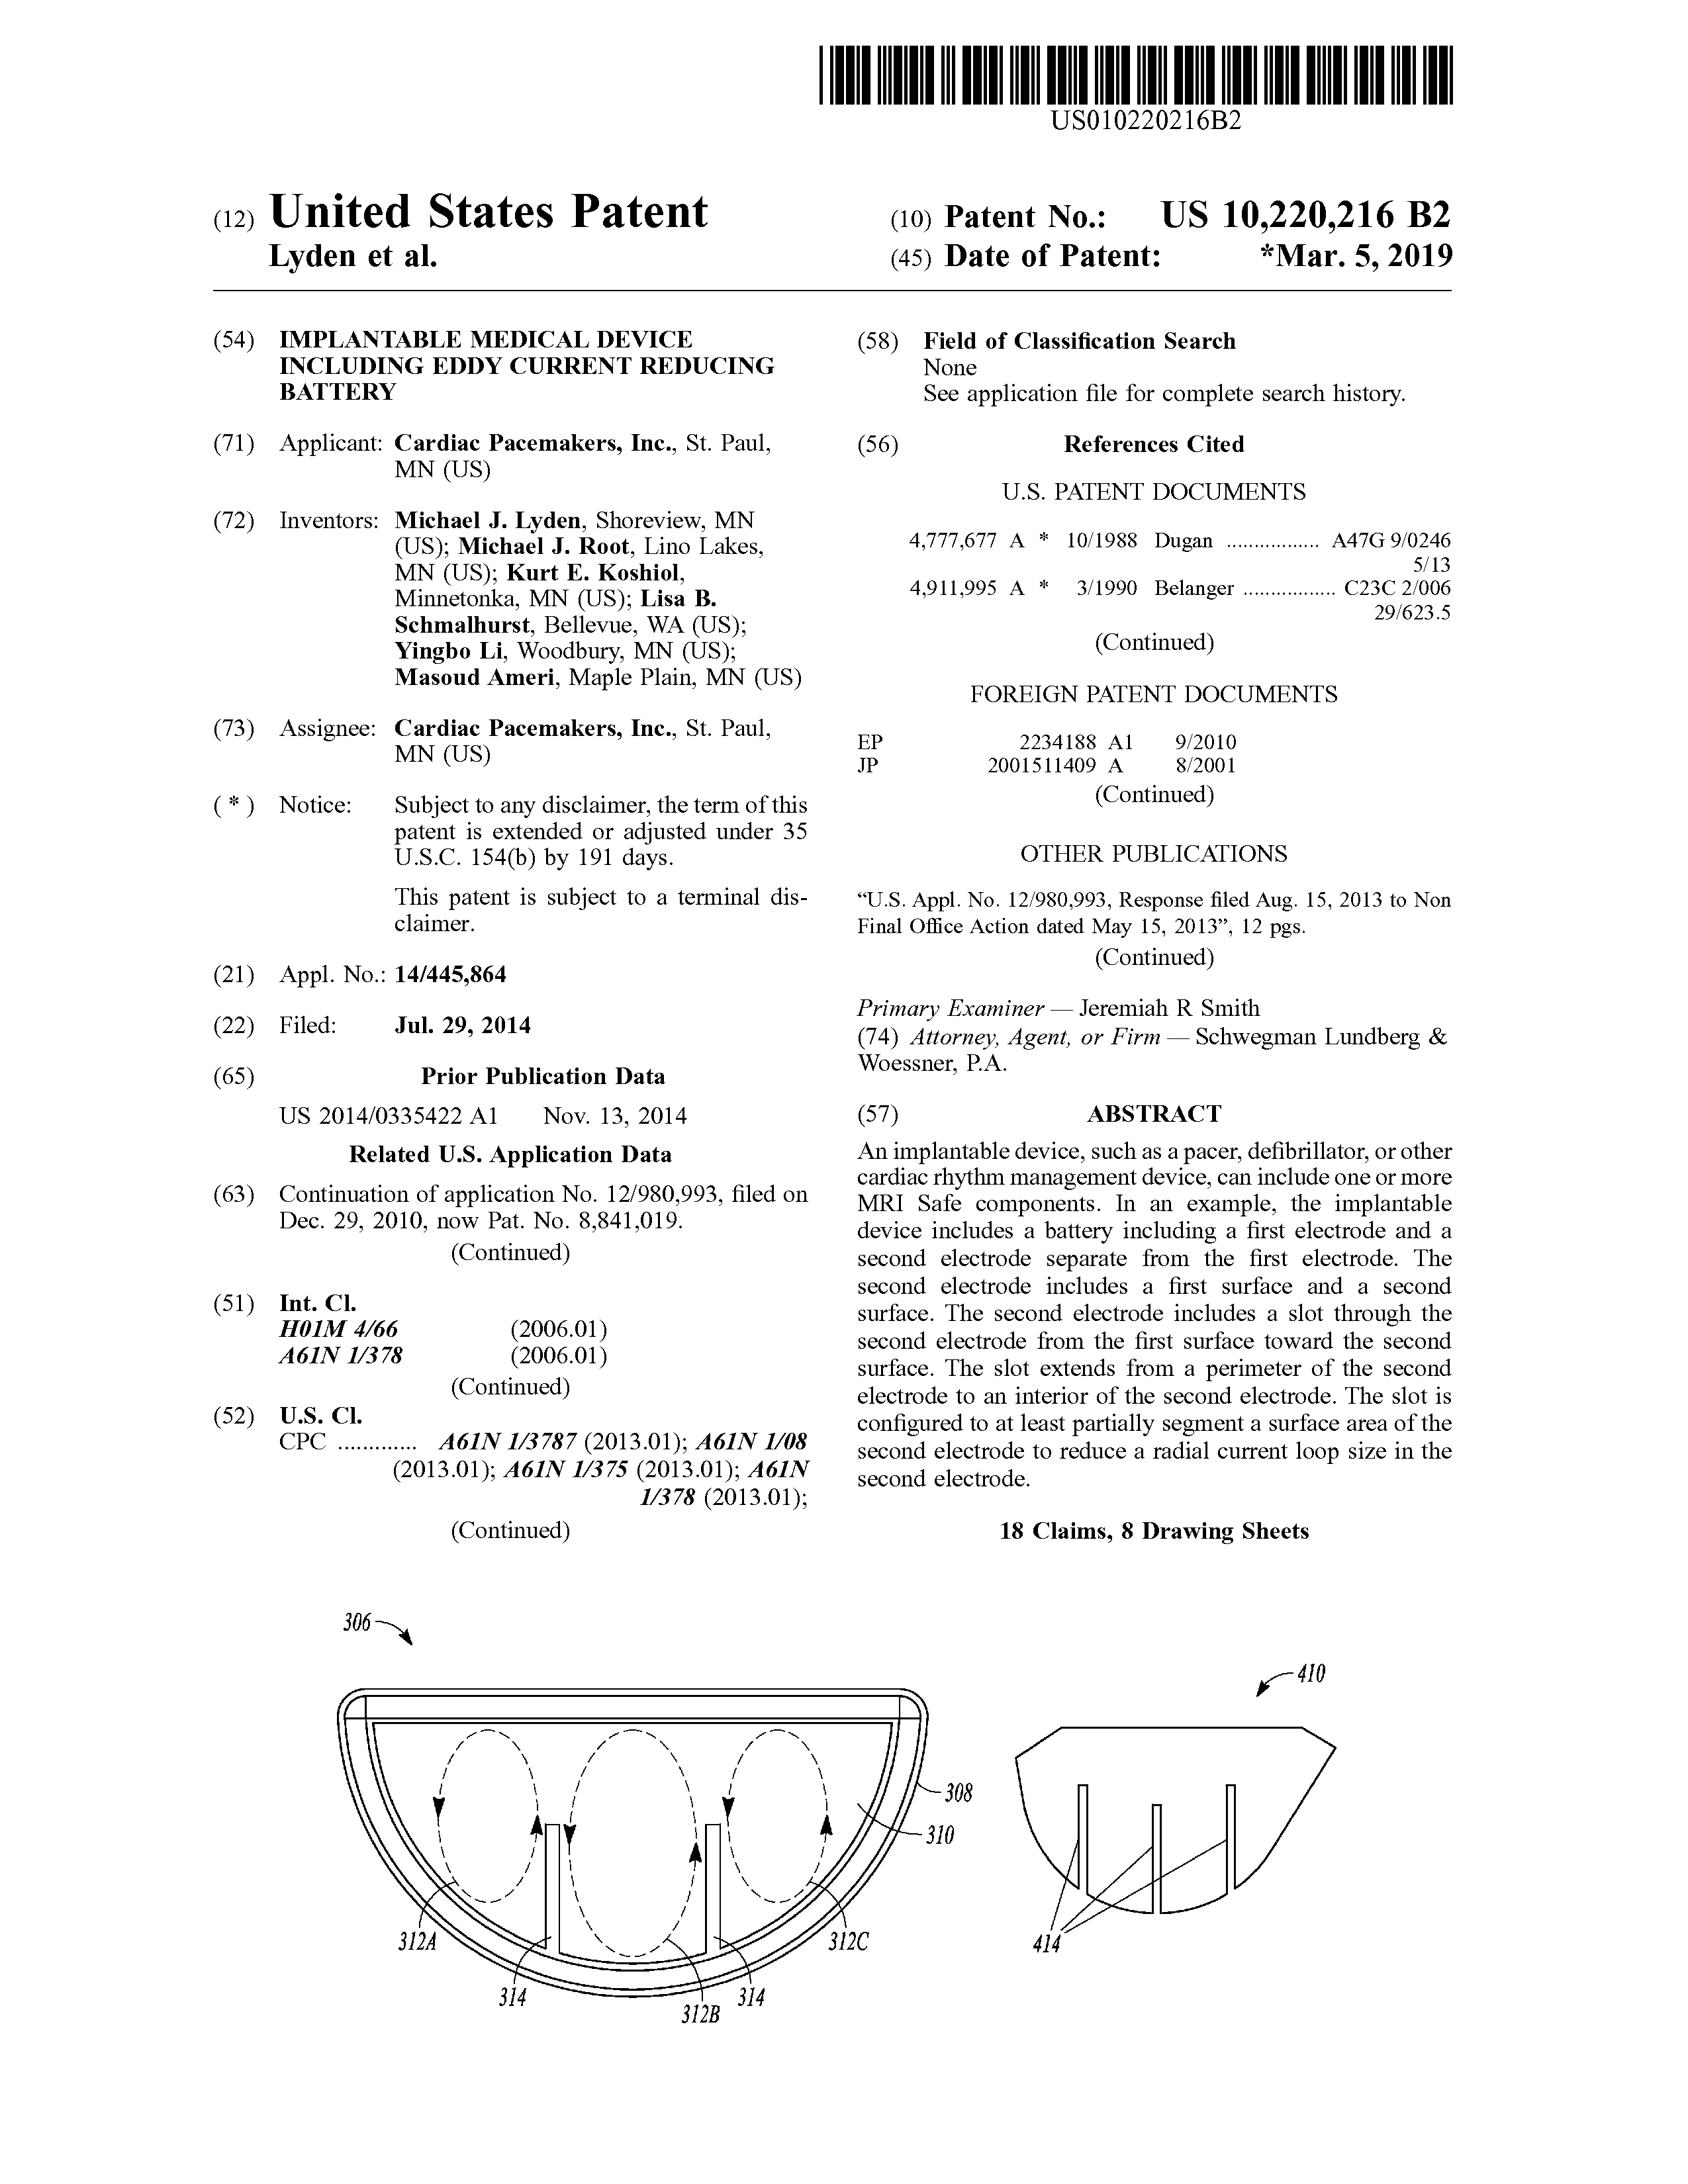 US010220216B2
(12) United States Patent
Lyden et al.
(10) Patent No.: US 10,220,216 B2
(45) Date of Patent: *Mar. 5, 2019
(54) IMPLANTABLE MEDICAL DEVICE
INCLUDING EDDY CURRENT REDUCING
BATTERY
(71) Applicant: Cardiac Pacemakers, Inc., St. Paul,
MN (US)
(72) Inventors: Michael J. Lyden, Shoreview, MN
(US); Michael J. Root, Lino Lakes,
MN (US); Kurt E. Koshiol,
Minnetonka, MN (US); Lisa B.
Schmalhurst, Bellevue, WA (US);
Yingbo Li, Woodbury, MN (US);
Masoud Ameri, Maple Plain, MN (US)
(73) Assignee: Cardiac Pacemakers, Inc., St. Paul,
MN (US)
( * ) Notice: Subject to any disclaimer, the term of this
patent is extended or adjusted under 35
U.S.C. 154(b) by 191 days.
This patent is subject to a terminal dis-
claimer.
(21) Appl. No.: 14/445,864
(22) Filed: Jul. 29, 2014
(65) Prior Publication Data
US 2014/0335422 A1 Nov. 13, 2014
Related U.S. Application Data
(63) Continuation of application No. 12/980,993, filed on
Dec. 29, 2010, now Pat. No. 8,841,019.
(Continued)
(51) Int. Cl.
H01M 4/66 (2006.01)
A61N 1/378 (2006.01)
(Continued)
(52) U.S. Cl.
CPC ............. A61N 1/3787 (2013.01); A61N 1/08
(2013.01); A61N 1/375 (2013.01); A61N
1/378 (2013.01);
(Continued)
(58) Field of Classification Search
None
See application file for complete search history.
(56) References Cited
U.S. PATENT DOCUMENTS
4,777,677 A * 10/1988 Dugan ................. A47G 9/0246
5/13
4,911,995 A * 3/1990 Belanger ................. C23C 2/006
29/623.5
(Continued)
FOREIGN PATENT DOCUMENTS
EP 2234188 A1 9/2010
JP 2001511409 A 8/2001
(Continued)
OTHER PUBLICATIONS
“U.S. Appl. No. 12/980,993, Response filed Aug. 15, 2013 to Non
Final Office Action dated May 15, 2013”, 12 pgs.
(Continued)
Primary Examiner — Jeremiah R Smith
(74) Attorney, Agent, or Firm — Schwegman Lundberg &
Woessner, P.A.
(57) ABSTRACT
An implantable device, such as a pacer, defibrillator, or other
cardiac rhythm management device, can include one or more
MRI Safe components. In an example, the implantable
device includes a battery including a first electrode and a
second electrode separate from the first electrode. The
second electrode includes a first surface and a second
surface. The second electrode includes a slot through the
second electrode from the first surface toward the second
surface. The slot extends from a perimeter of the second
electrode to an interior of the second electrode. The slot is
configured to at least partially segment a surface area of the
second electrode to reduce a radial current loop size in the
second electrode.
18 Claims, 8 Drawing Sheets
306
410
308
310
312A
312C
414
314
314
312B